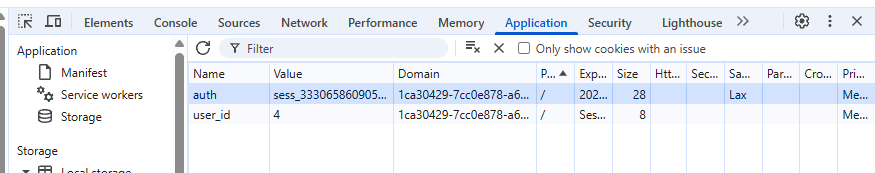 Elements Console Sources Network Performance Memory Application Security Lighthouse
Application
Filter
Only show cookies with an issue
Manifest
Service workers
Storage
Storage
Local storage
Name Value Domain P... Exp... Size Htt... Sec... Sa... Par... Cro... Pri...
auth sess_333065860905... 1ca30429-7cc0e878-a6... / 202... 28 Lax Me...
user_id 4 1ca30429-7cc0e878-a6... / Ses... 8 Me...